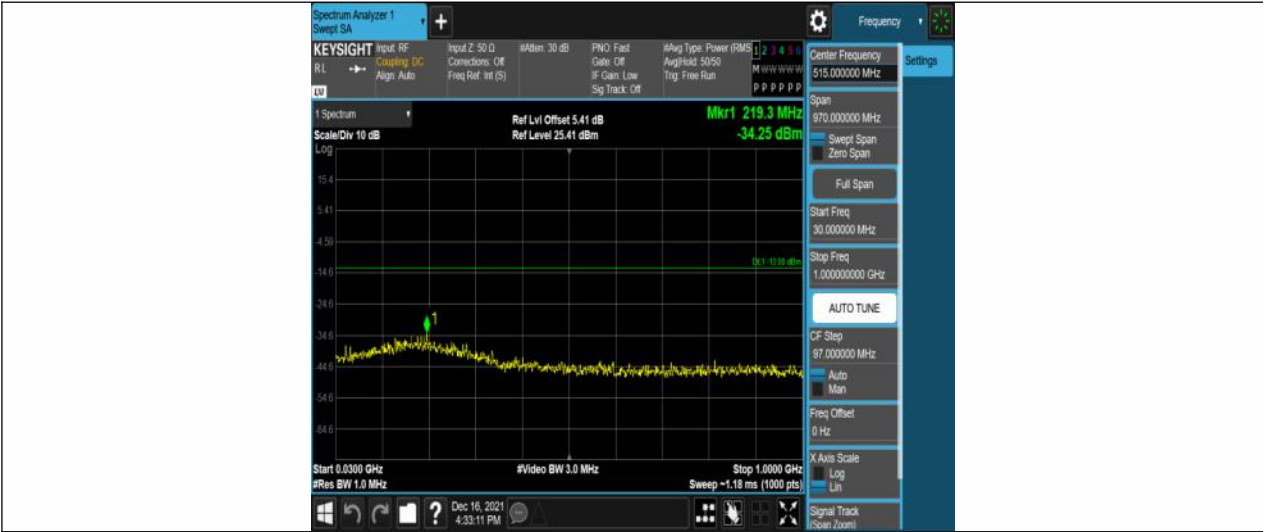 Spectrum Analyzer 1
Swept SA
Frequency
KEYSIGHT
RL
LV
Input: RF
Coupling: DC
Align: Auto
Input Z: 50 Ω
Corrections: Off
Freq Ref: Int (S)
#Atten: 30 dB
PNO: Fast
Gate: Off
IF Gain: Low
Sig Track: Off
#Avg Type: Power (RMS
Avg|Hold: 50/50
Trig: Free Run
1 2 3 4 5 6
M W W W W W
P P P P P P
1 Spectrum
Scale/Div 10 dB
Log
Ref Lvl Offset 5.41 dB
Ref Level 25.41 dBm
Mkr1 219.3 MHz
-34.25 dBm
15.4
5.41
-4.59
DL1 -13.00 dBm
-14.6
-24.6
1
-34.6
-44.6
-54.6
-64.6
Start 0.0300 GHz
#Res BW 1.0 MHz
#Video BW 3.0 MHz
Stop 1.0000 GHz
Sweep ~1.18 ms (1000 pts)
?
Dec 16, 2021
4:33:11 PM
Center Frequency
515.000000 MHz
Settings
Span
970.000000 MHz
Swept Span
Zero Span
Full Span
Start Freq
30.000000 MHz
Stop Freq
1.000000000 GHz
AUTO TUNE
CF Step
97.000000 MHz
Auto
Man
Freq Offset
0 Hz
X Axis Scale
Log
Lin
Signal Track
(Span Zoom)